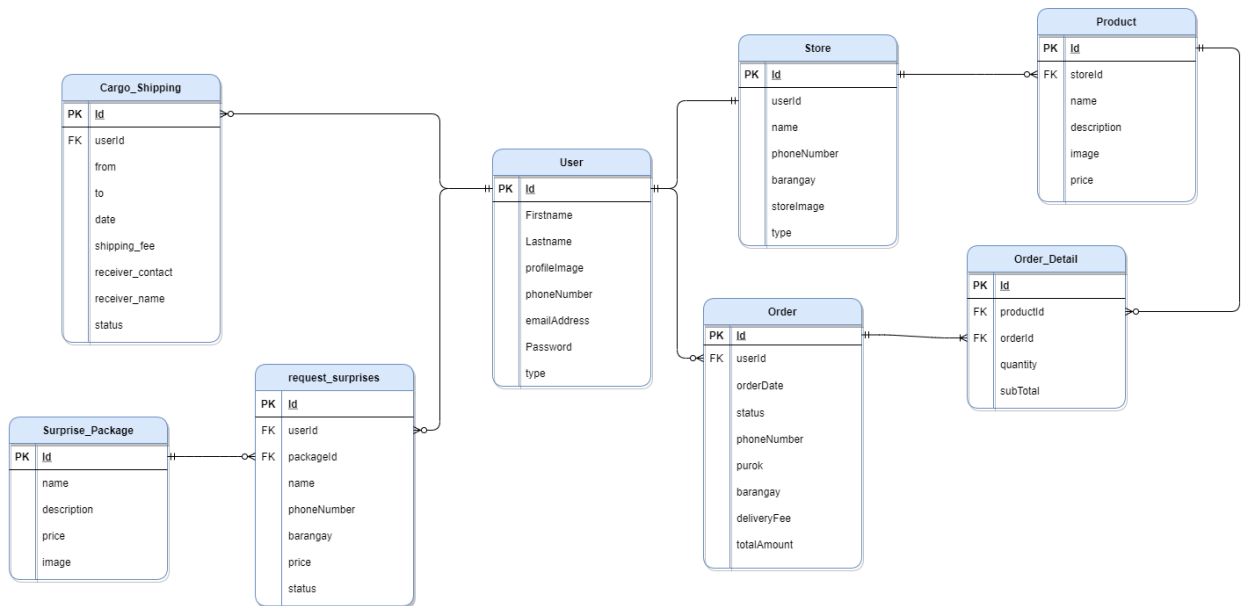 Cargo_Shipping
PK Id
FK userId
from
to
date
shipping_fee
receiver_contact
receiver_name
status
Surprise_Package
PK Id
name
description
price
image
request_surprises
PK Id
FK userId
FK packageId
name
phoneNumber
barangay
price
status
User
PK Id
Firstname
Lastname
profileImage
phoneNumber
emailAddress
Password
type
Store
PK Id
userId
name
phoneNumber
barangay
storeImage
type
Order
PK Id
FK userId
orderDate
status
phoneNumber
purok
barangay
deliveryFee
totalAmount
Product
PK Id
FK storeId
name
description
image
price
Order_Detail
PK Id
FK productId
FK orderId
quantity
subTotal